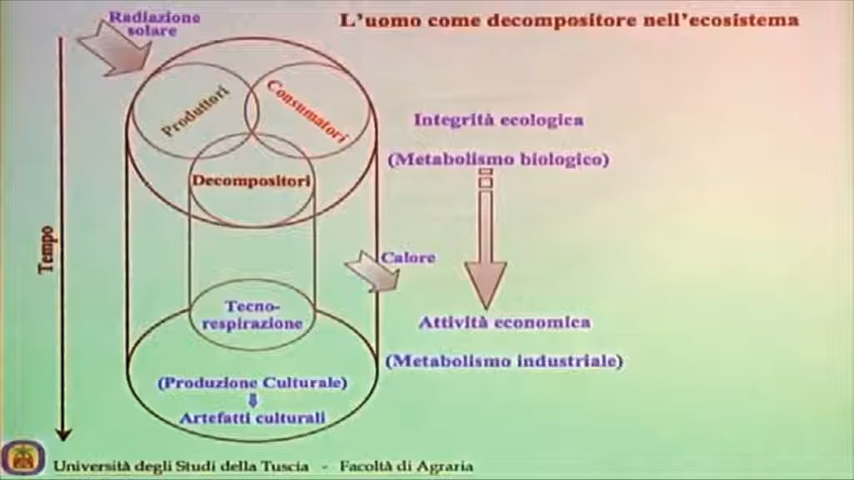 L'uomo come decompositore nell'ecosistema
Radiazione
solare
Produttori
Consumatori
Decompositori
Integrità ecologica
(Metabolismo biologico)
Tempo
Calore
Tecno-
respirazione
Attività economica
(Metabolismo industriale)
(Produzione Culturale)
Artefatti culturali
Università degli Studi della Tuscia - Facoltà di Agraria